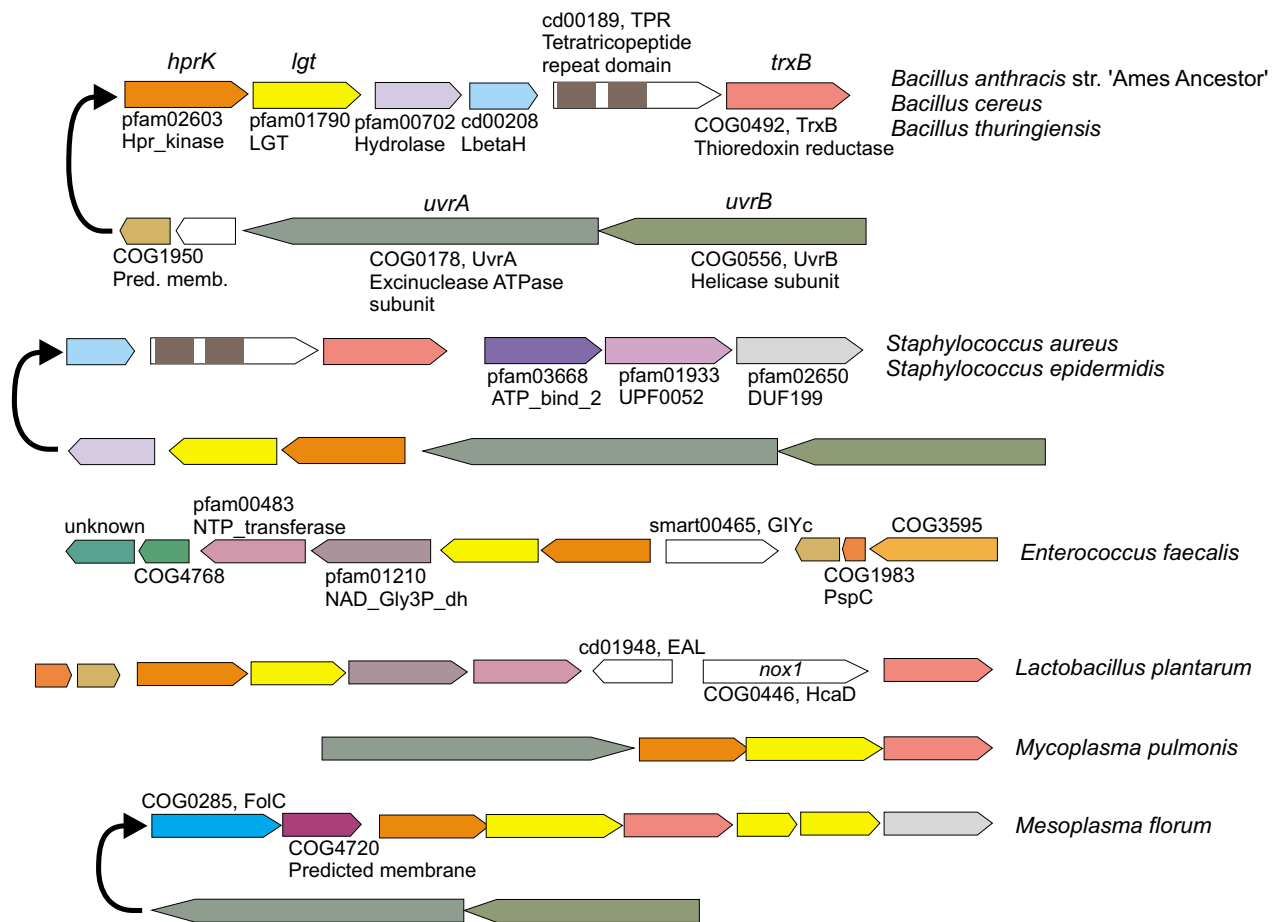 hprK
lgt
cd00189, TPR
Tetratricopeptide
repeat domain
trxB
pfam02603
Hpr_kinase
pfam01790
LGT
pfam00702
Hydrolase
cd00208
LbetaH
COG0492, TrxB
Thioredoxin reductase
Bacillus anthracis str. 'Ames Ancestor'
Bacillus cereus
Bacillus thuringiensis
uvrA
uvrB
COG1950
Pred. memb.
COG0178, UvrA
Excinuclease ATPase
subunit
COG0556, UvrB
Helicase subunit
pfam03668
ATP_bind_2
pfam01933
UPF0052
pfam02650
DUF199
Staphylococcus aureus
Staphylococcus epidermidis
unknown
COG4768
pfam00483
NTP_transferase
pfam01210
NAD_Gly3P_dh
smart00465, GIYc
COG1983
PspC
COG3595
Enterococcus faecalis
cd01948, EAL
nox1
COG0446, HcaD
Lactobacillus plantarum
Mycoplasma pulmonis
COG0285, FolC
COG4720
Predicted membrane
Mesoplasma florum